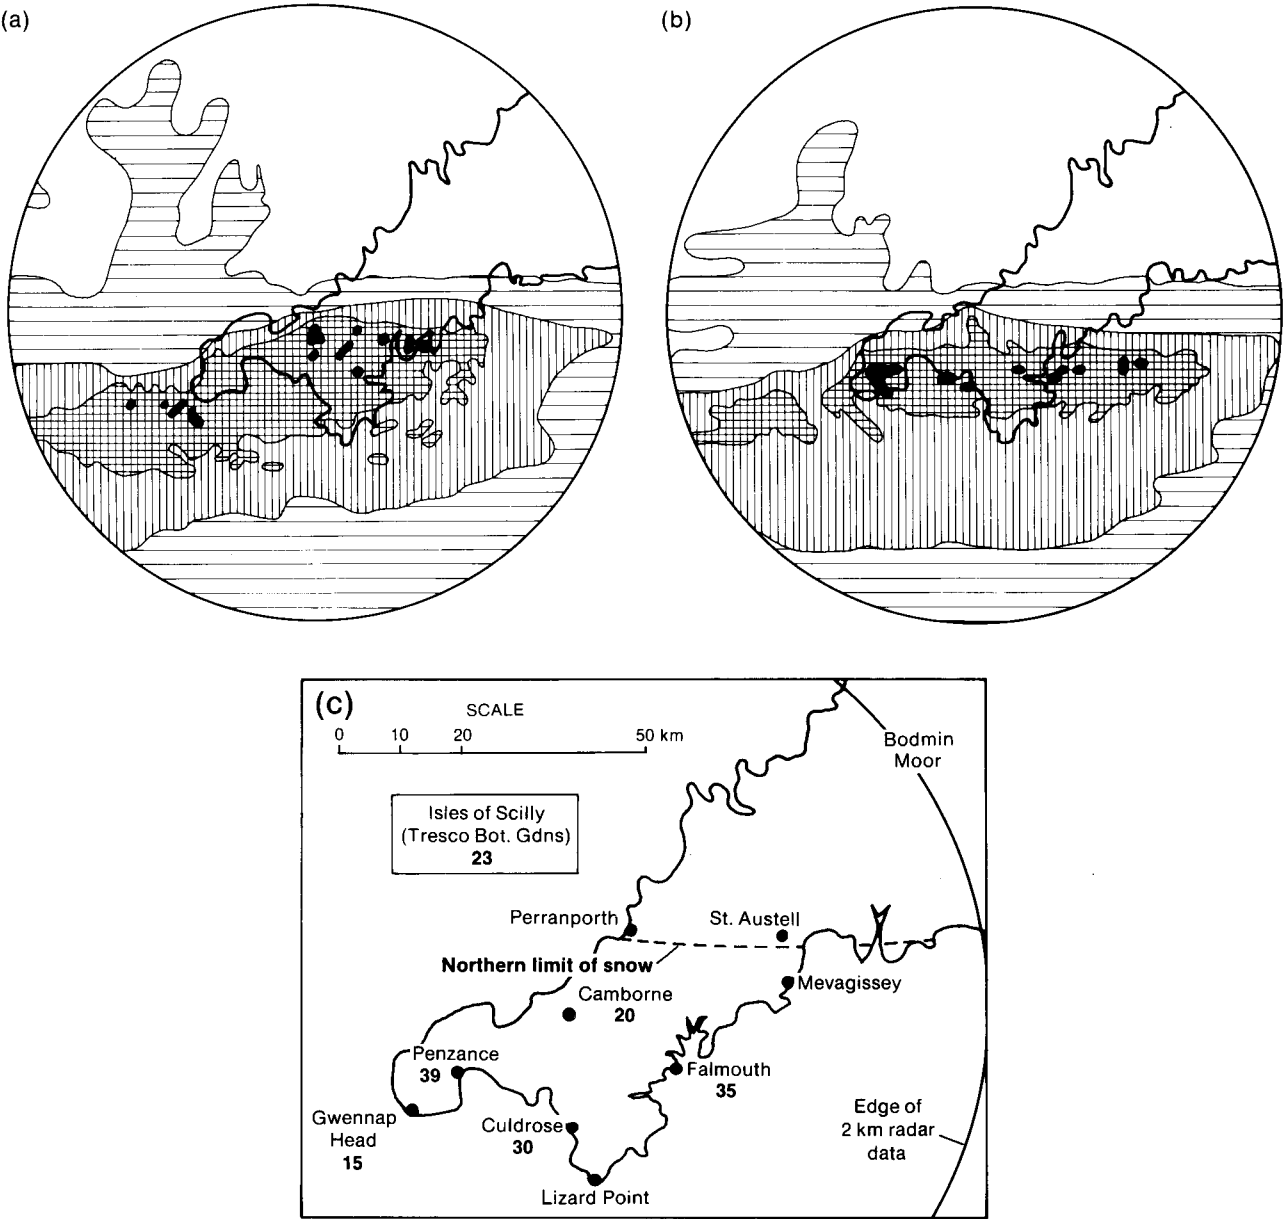 (a)
(b)
(c)
SCALE
0 10 20 50 km
Bodmin
Moor
Isles of Scilly
(Tresco Bot. Gdns)
23
Perranporth
St. Austell
Northern limit of snow
Mevagissey
Camborne
20
Penzance
39
Falmouth
35
Gwennap
Head
15
Culdrose
30
Edge of
2 km radar
data
Lizard Point